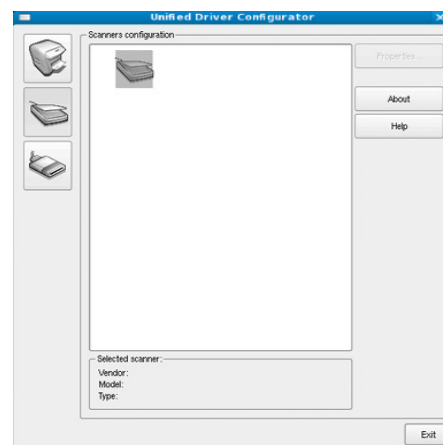 Unified Driver Configurator
Scanners configuration
Properties...
About
Help
Selected scanner:
Vendor:
Model:
Type:
Exit